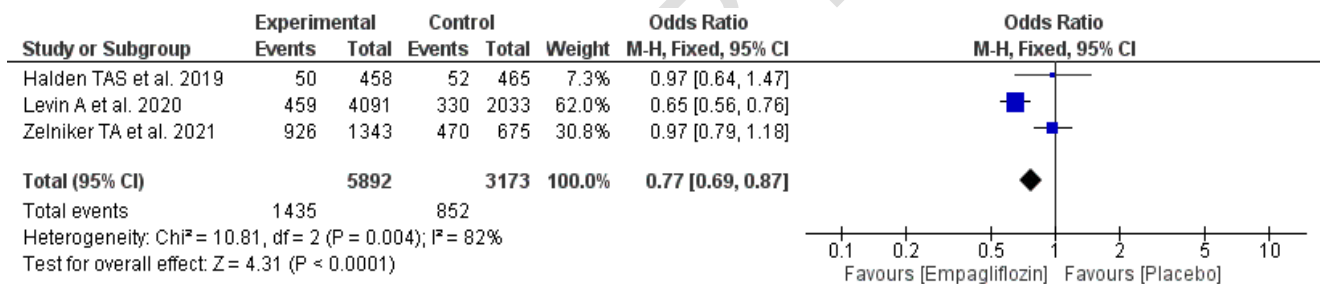 Experimental Control Odds Ratio Odds Ratio
Study or Subgroup Events Total Events Total Weight M-H, Fixed, 95% CI M-H, Fixed, 95% CI
Halden TAS et al. 2019 50 458 52 465 7.3% 0.97 [0.64, 1.47]
Levin A et al. 2020 459 4091 330 2033 62.0% 0.65 [0.56, 0.76]
Zelniker TA et al. 2021 926 1343 470 675 30.8% 0.97 [0.79, 1.18]
Total (95% CI) 5892 3173 100.0% 0.77 [0.69, 0.87]
Total events 1435 852
Heterogeneity: Chi² = 10.81, df = 2 (P = 0.004); I² = 82%
Test for overall effect: Z = 4.31 (P < 0.0001)
0.1 0.2 0.5 1 2 5 10
Favours [Empagliflozin] Favours [Placebo]